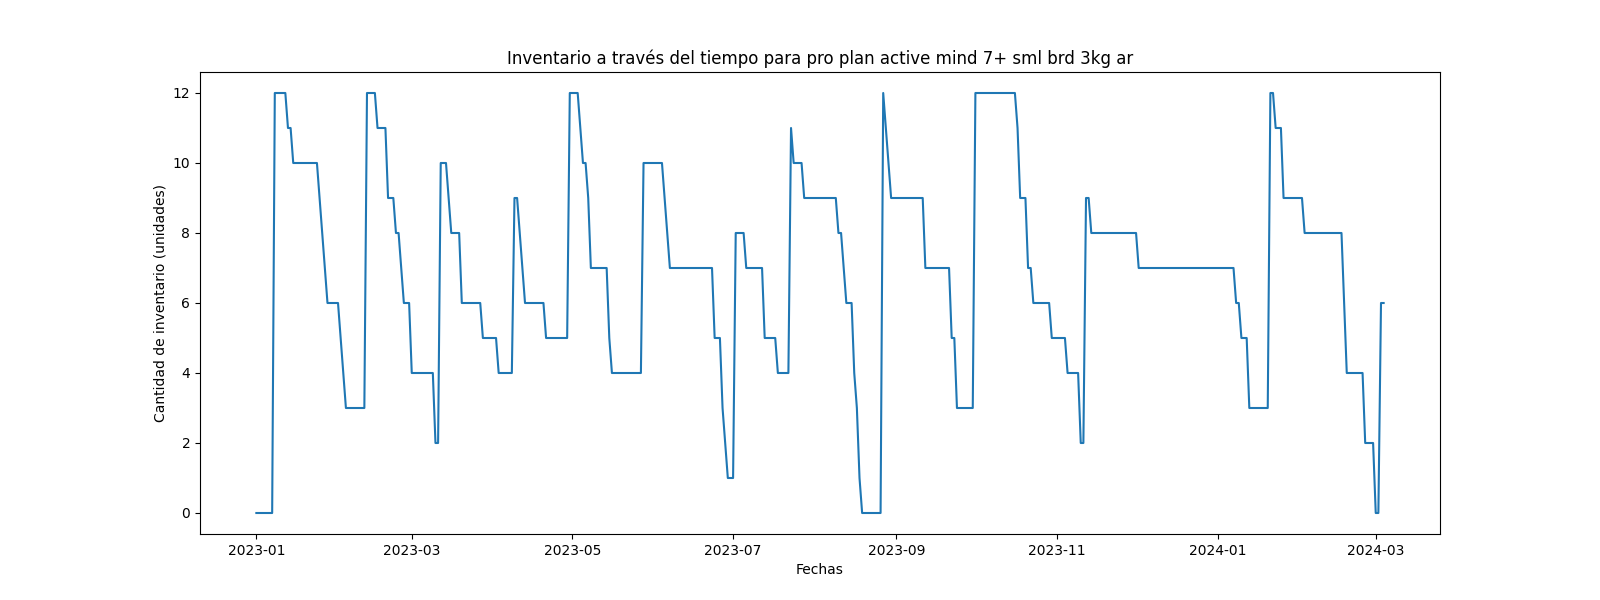 Inventario a través del tiempo para pro plan active mind 7+ sml brd 3kg ar
Cantidad de inventario (unidades)
12
10
8
6
4
2
0
2023-01 2023-03 2023-05 2023-07 2023-09 2023-11 2024-01 2024-03
Fechas